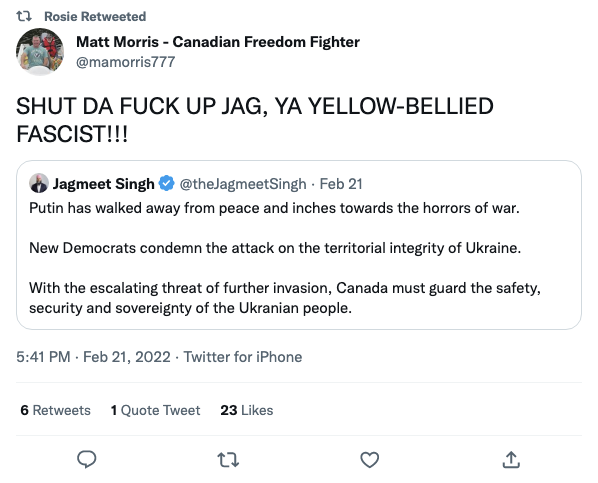 Rosie Retweeted
Matt Morris - Canadian Freedom Fighter
@mamorris777
SHUT DA FUCK UP JAG, YA YELLOW-BELLIED
FASCIST!!!
Jagmeet Singh @theJagmeetSingh · Feb 21
Putin has walked away from peace and inches towards the horrors of war.
New Democrats condemn the attack on the territorial integrity of Ukraine.
With the escalating threat of further invasion, Canada must guard the safety,
security and sovereignty of the Ukranian people.
5:41 PM · Feb 21, 2022 · Twitter for iPhone
6 Retweets 1 Quote Tweet 23 Likes